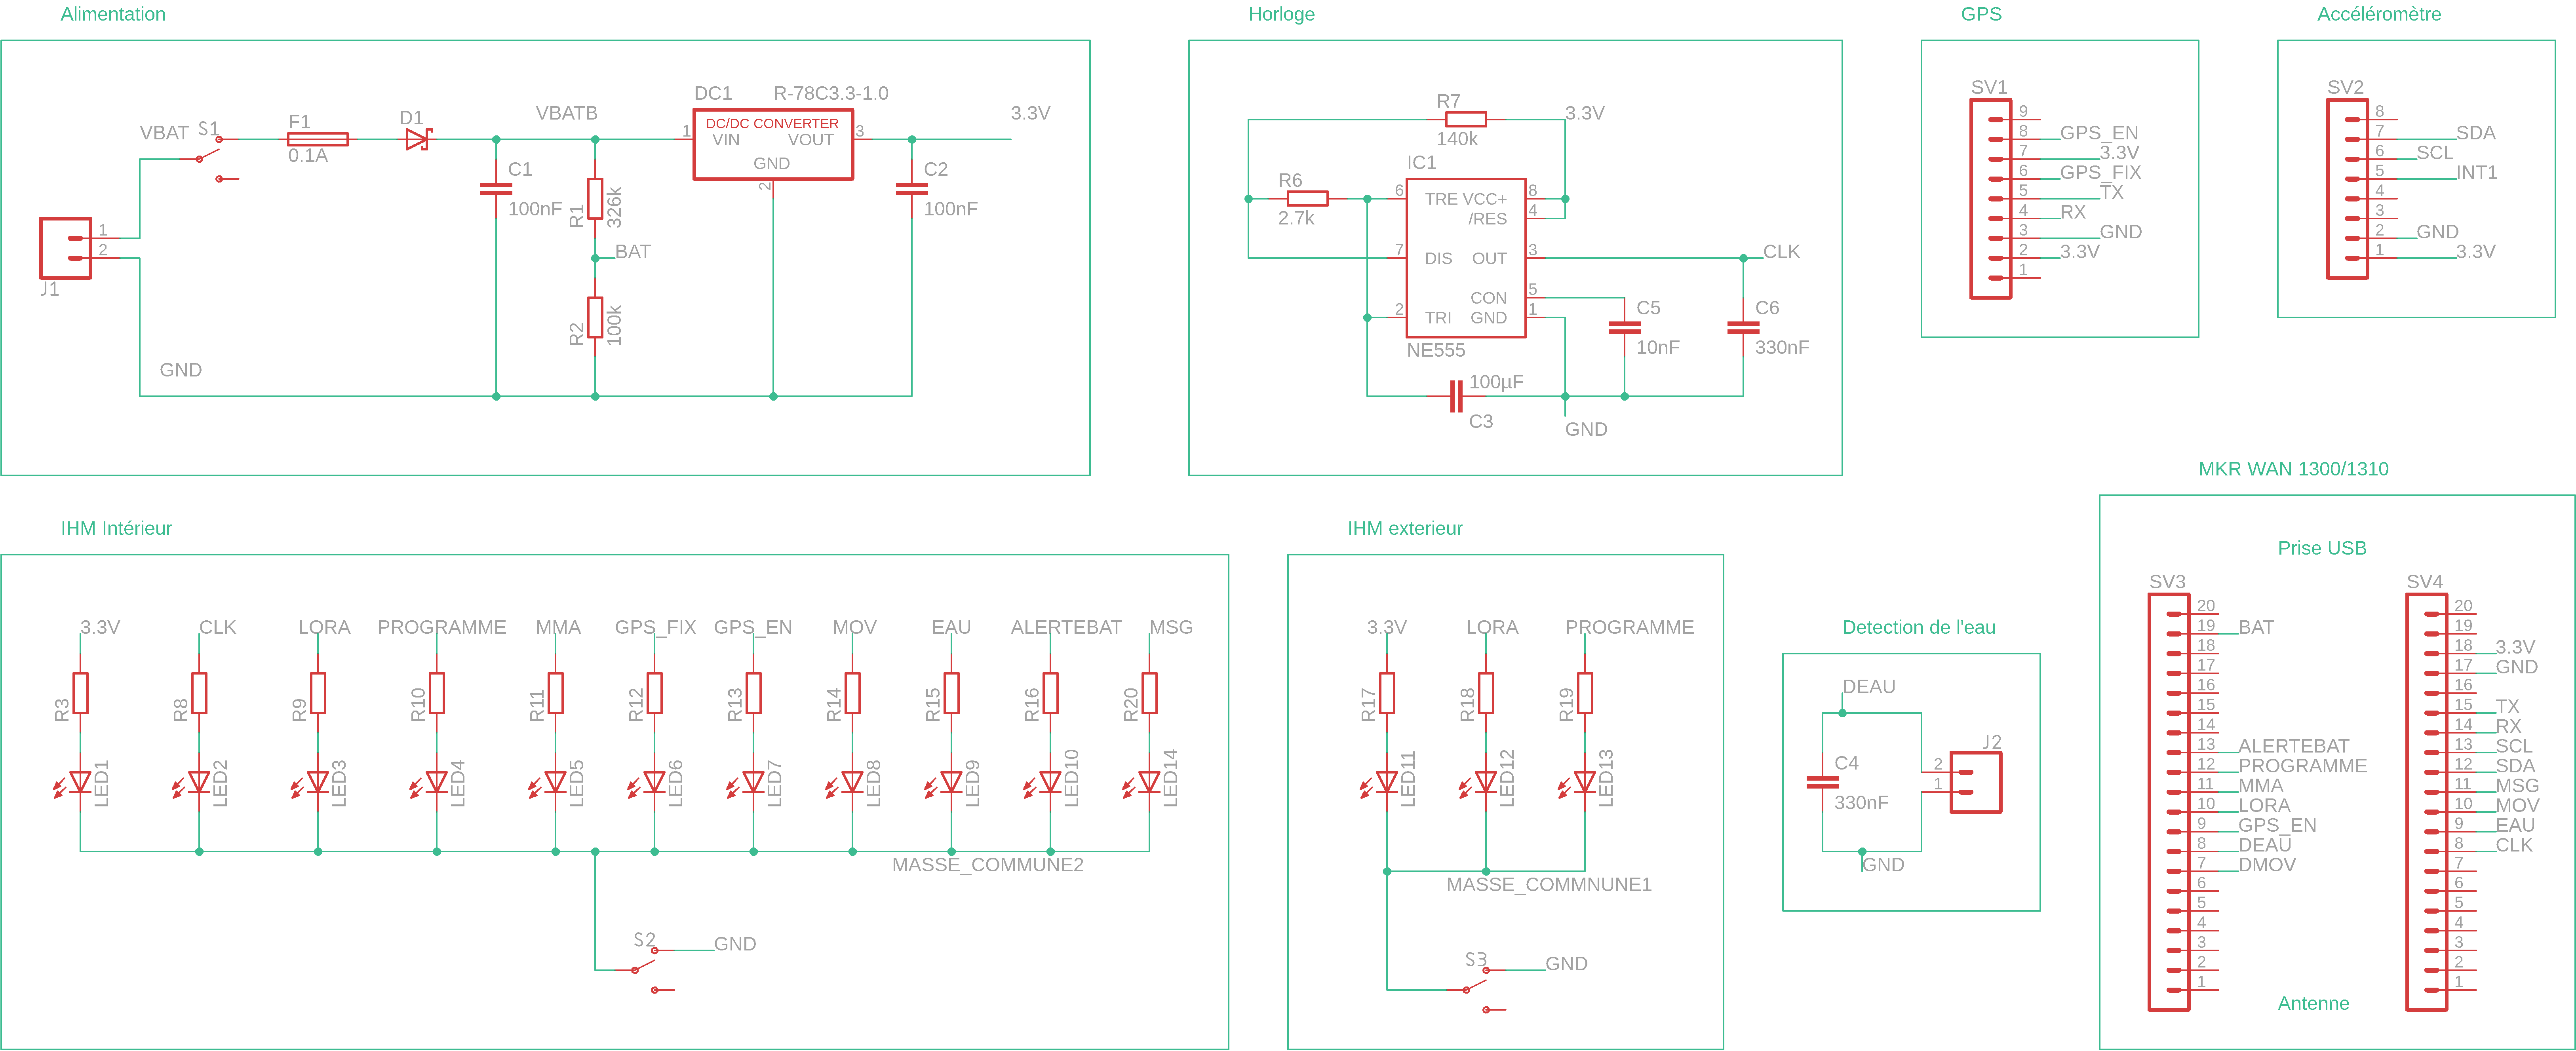 Alimentation
VBAT
S1
F1
0.1A
D1
VBATB
C1
100nF
R1
326k
BAT
R2
100k
DC1
R-78C3.3-1.0
DC/DC CONVERTER
VIN
VOUT
GND
1
3
2
3.3V
C2
100nF
1
2
J1
GND
Horloge
R7
140k
3.3V
IC1
R6
2.7k
6
TRE
VCC+
8
/RES
4
7
DIS
OUT
3
CLK
CON
5
2
TRI
GND
1
NE555
C5
10nF
C6
330nF
100µF
C3
GND
GPS
SV1
9
8
GPS_EN
7
3.3V
6
GPS_FIX
5
TX
4
RX
3
GND
2
3.3V
1
Accéléromètre
SV2
8
7
SDA
6
SCL
5
INT1
4
3
2
GND
1
3.3V
IHM Intérieur
3.3V
CLK
LORA
PROGRAMME
MMA
GPS_FIX
GPS_EN
MOV
EAU
ALERTEBAT
MSG
R3
R8
R9
R10
R11
R12
R13
R14
R15
R16
R20
LED1
LED2
LED3
LED4
LED5
LED6
LED7
LED8
LED9
LED10
LED14
MASSE_COMMUNE2
S2
GND
IHM exterieur
3.3V
LORA
PROGRAMME
R17
R18
R19
LED11
LED12
LED13
MASSE_COMMNUNE1
S3
GND
Detection de l'eau
DEAU
C4
330nF
J2
2
1
GND
MKR WAN 1300/1310
Prise USB
SV3
20
19
BAT
18
17
16
15
14
13
ALERTEBAT
12
PROGRAMME
11
MMA
10
LORA
9
GPS_EN
8
DEAU
7
DMOV
6
5
4
3
2
1
SV4
20
19
18
3.3V
17
GND
16
15
TX
14
RX
13
SCL
12
SDA
11
MSG
10
MOV
9
EAU
8
CLK
7
6
5
4
3
2
1
Antenne